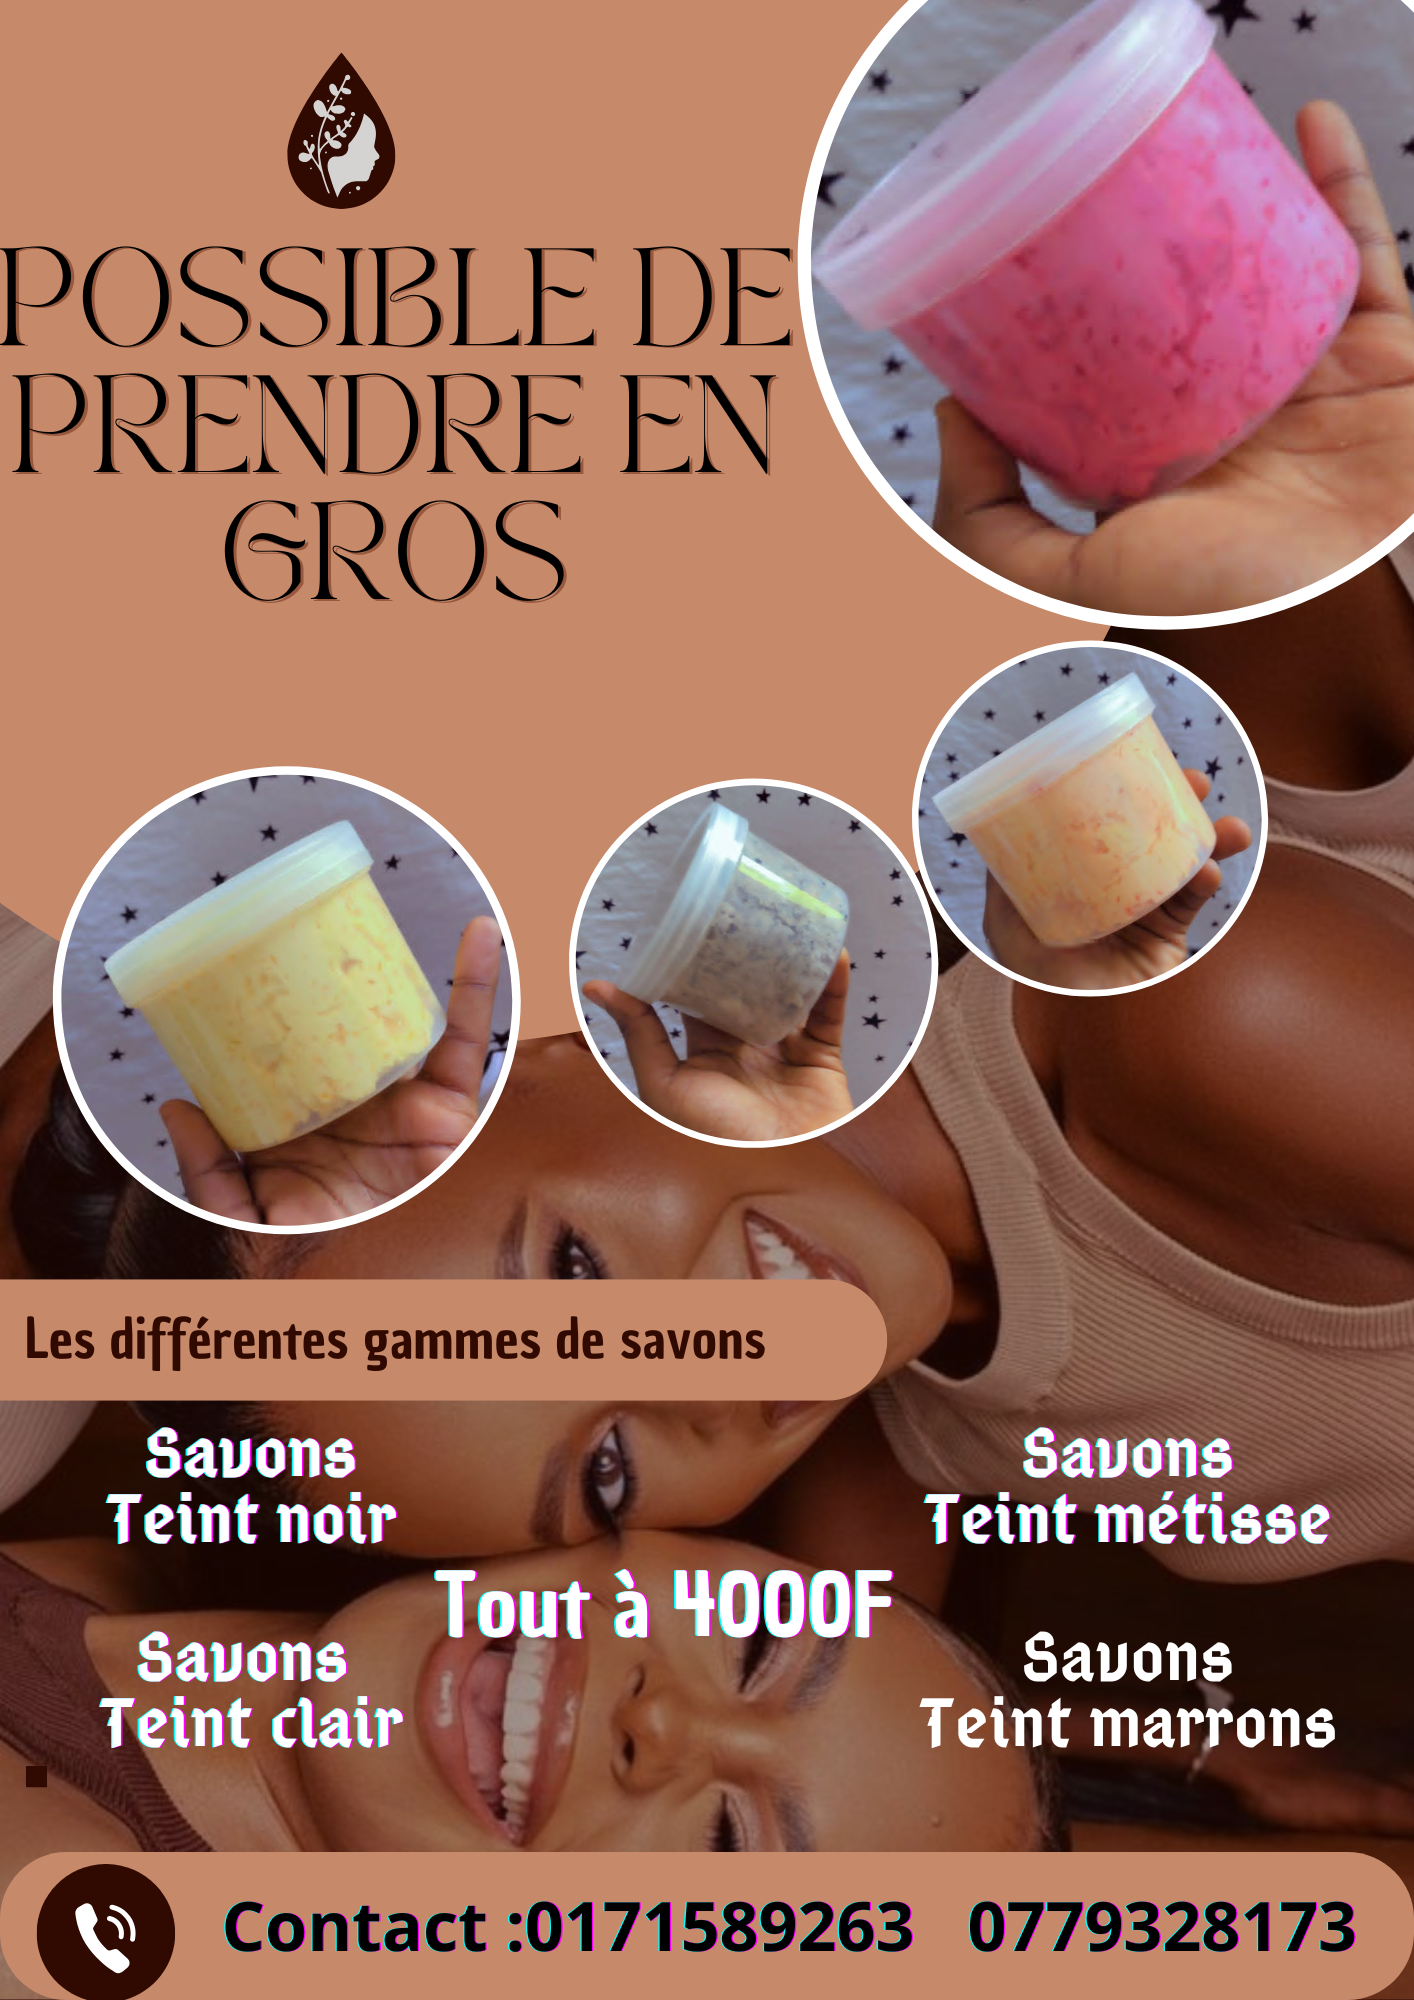 POSSIBLE DE
PRENDRE EN
GROS
Les différentes gammes de savons
Savons
Teint noir
Savons
Teint métisse
Tout à 4000F
Savons
Teint clair
Savons
Teint marrons
Contact :0171589263 0779328173